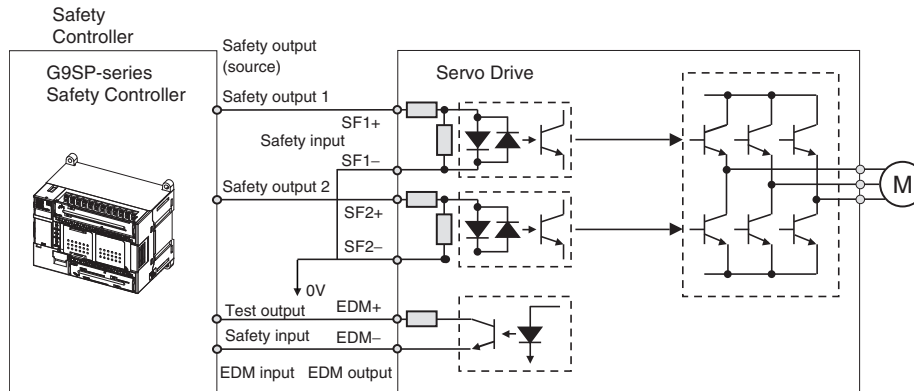 Safety
Controller
G9SP-series
Safety Controller
Safety output
(source)
Servo Drive
Safety output 1
SF1+
Safety input
SF1–
Safety output 2
SF2+
SF2–
0V
Test output
EDM+
Safety input
EDM–
EDM input
EDM output
M